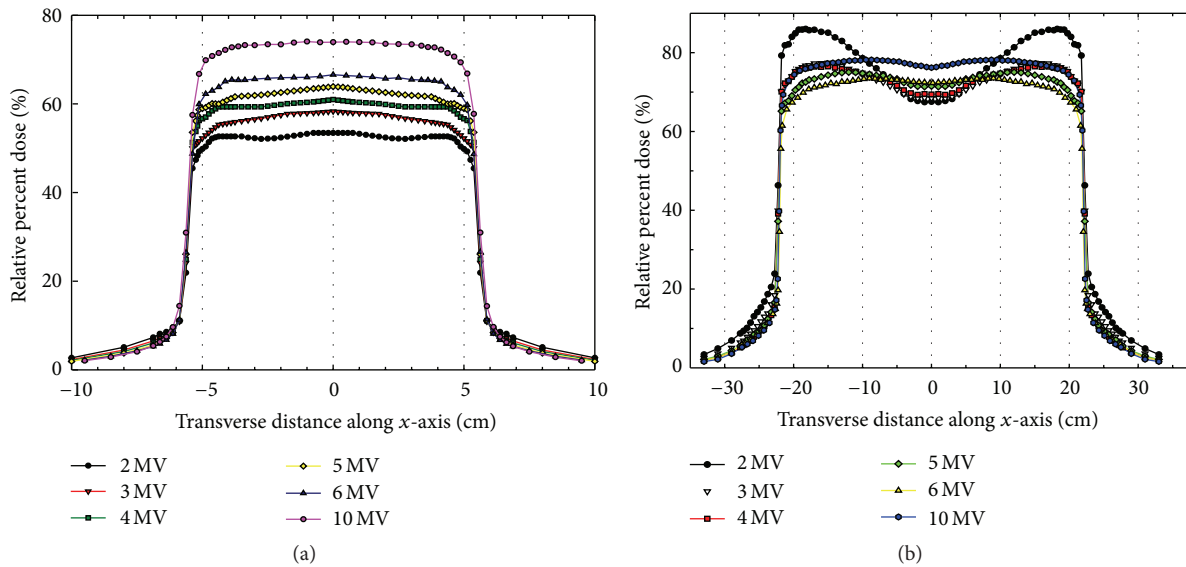 80
60
40
20
0
−10
−5
0
5
10
Relative percent dose (%)
Transverse distance along x-axis (cm)
2 MV
3 MV
4 MV
5 MV
6 MV
10 MV
(a)
80
60
40
20
0
−30
−20
−10
0
10
20
30
Relative percent dose (%)
Transverse distance along x-axis (cm)
2 MV
3 MV
4 MV
5 MV
6 MV
10 MV
(b)